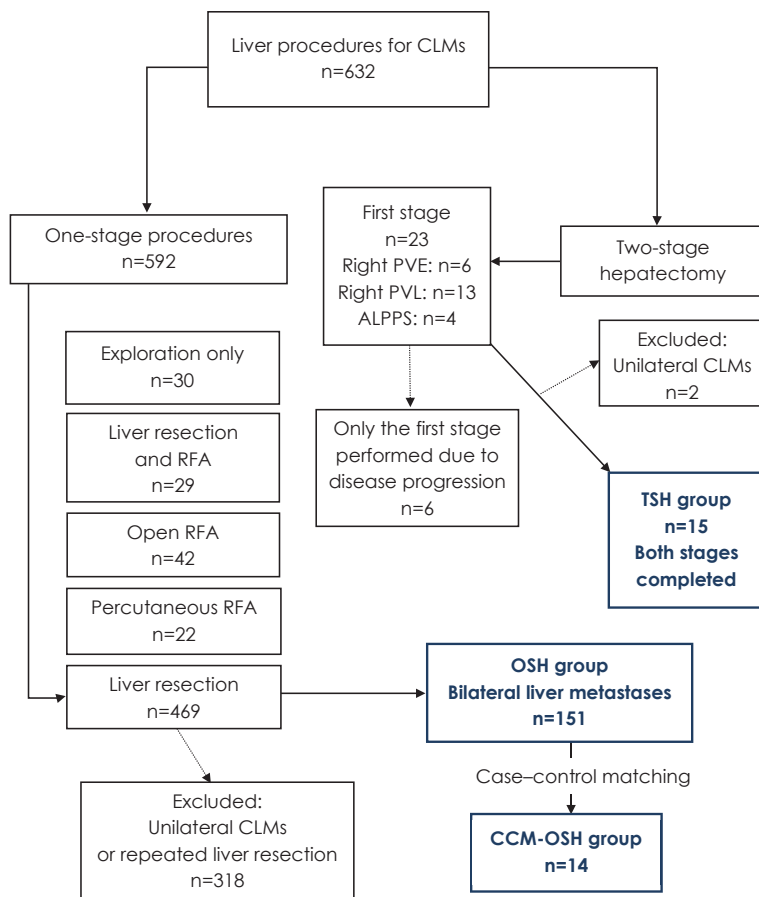 Liver procedures for CLMs
n=632
One-stage procedures
n=592
First stage
n=23
Right PVE: n=6
Right PVL: n=13
ALPPS: n=4
Two-stage
hepatectomy
Excluded:
Unilateral CLMs
n=2
Exploration only
n=30
Liver resection
and RFA
n=29
Only the first stage
performed due to
disease progression
n=6
TSH group
n=15
Both stages
completed
Open RFA
n=42
Percutaneous RFA
n=22
Liver resection
n=469
OSH group
Bilateral liver metastases
n=151
Case–control matching
Excluded:
Unilateral CLMs
or repeated liver resection
n=318
CCM-OSH group
n=14